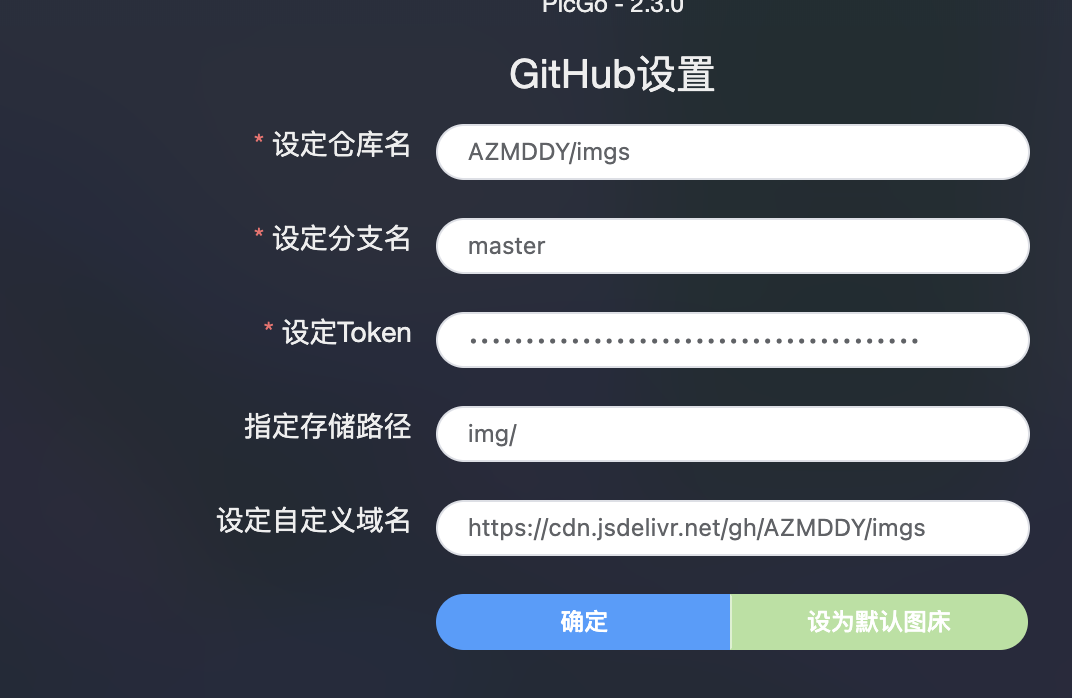 PicGo - 2.3.0
GitHub设置
* 设定仓库名 AZMDDY/imgs
* 设定分支名 master
* 设定Token ••••••••••••••••••••••••••••••••••••••••
指定存储路径 img/
设定自定义域名 https://cdn.jsdelivr.net/gh/AZMDDY/imgs
确定 设为默认图床